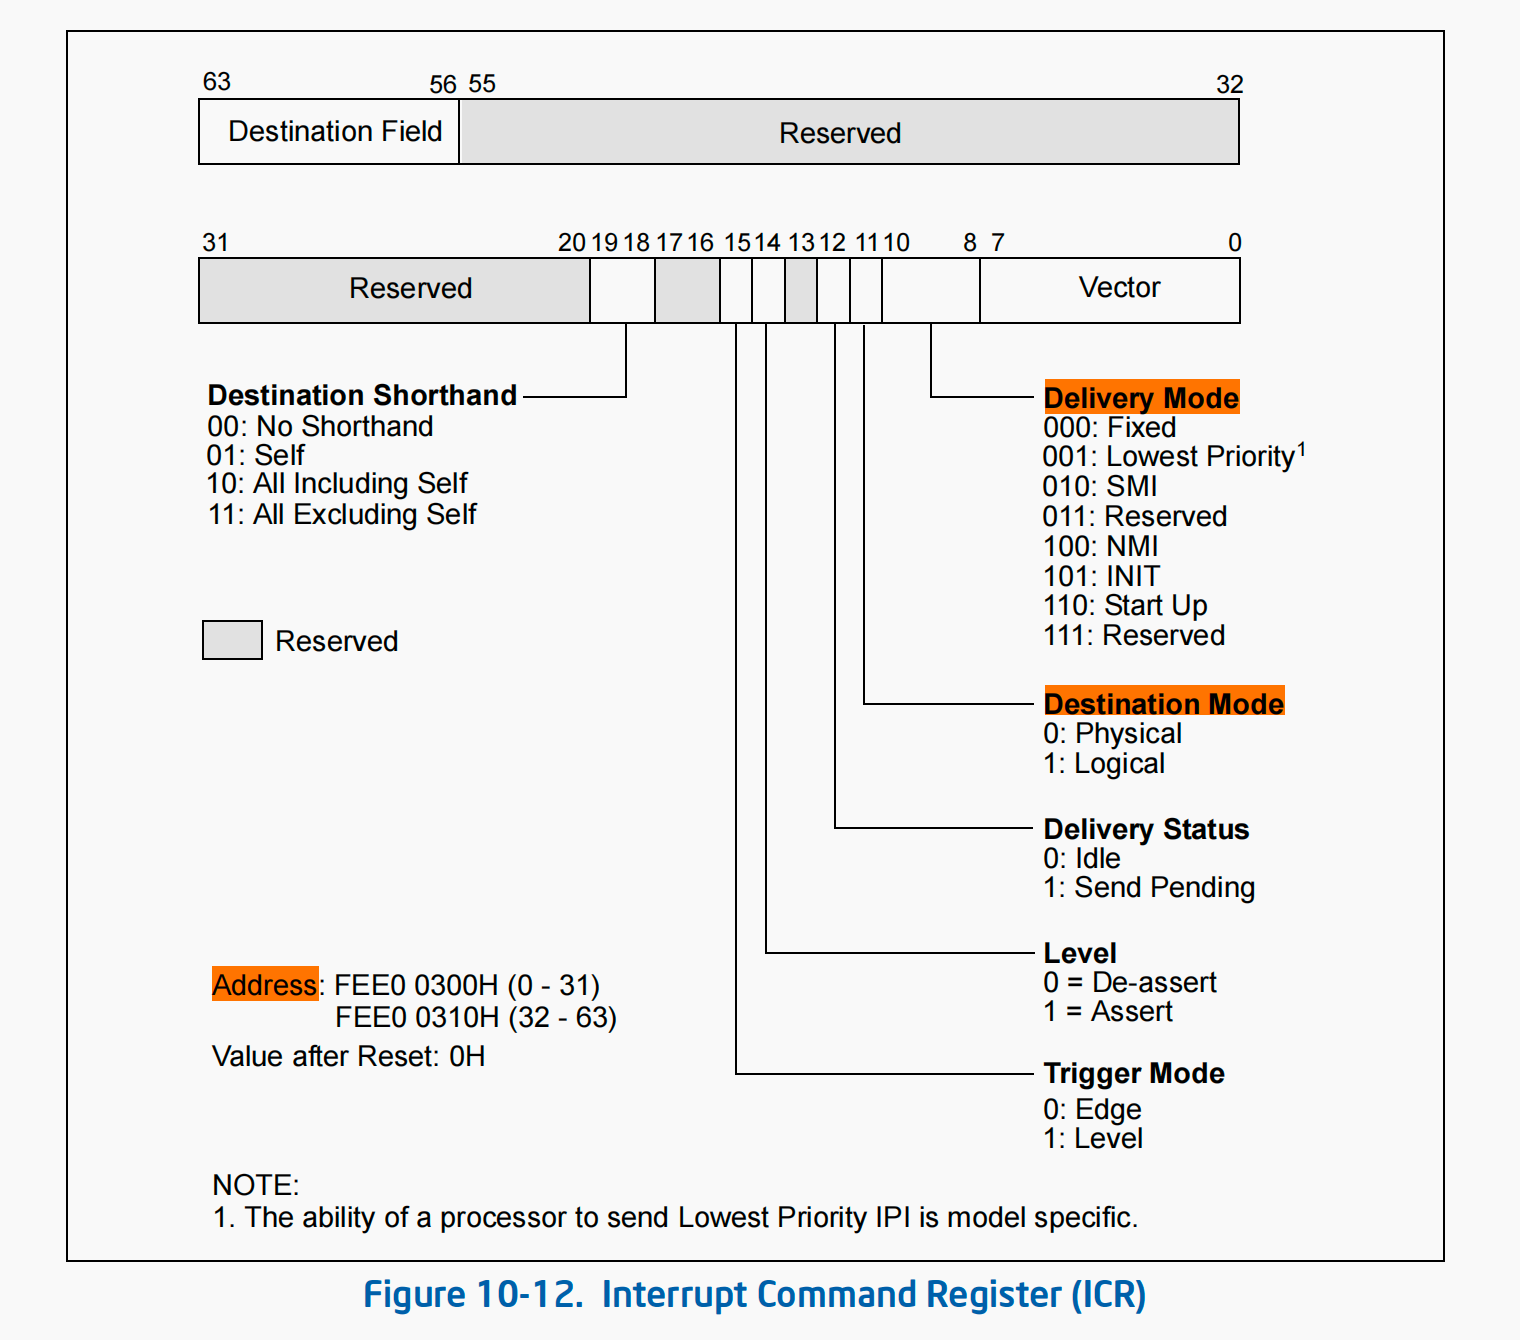 63 56 55 32
Destination Field Reserved
31 20 19 18 17 16 15 14 13 12 11 10 8 7 0
Reserved Vector
Destination Shorthand
00: No Shorthand
01: Self
10: All Including Self
11: All Excluding Self
Reserved
Delivery Mode
000: Fixed
001: Lowest Priority¹
010: SMI
011: Reserved
100: NMI
101: INIT
110: Start Up
111: Reserved
Destination Mode
0: Physical
1: Logical
Delivery Status
0: Idle
1: Send Pending
Level
0 = De-assert
1 = Assert
Trigger Mode
0: Edge
1: Level
Address: FEE0 0300H (0 - 31)
FEE0 0310H (32 - 63)
Value after Reset: 0H
NOTE:
1. The ability of a processor to send Lowest Priority IPI is model specific.
Figure 10-12. Interrupt Command Register (ICR)